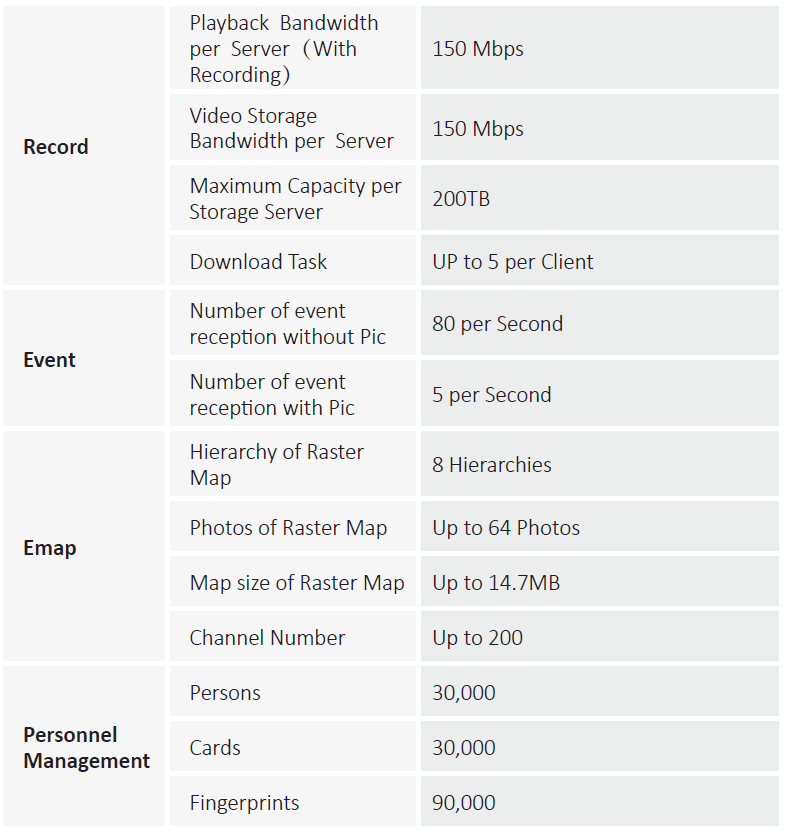 Record
Playback Bandwidth
per Server（With
Recording）
150 Mbps
Video Storage
Bandwidth per Server
150 Mbps
Maximum Capacity per
Storage Server
200TB
Download Task
UP to 5 per Client
Event
Number of event
reception without Pic
80 per Second
Number of event
reception with Pic
5 per Second
Emap
Hierarchy of Raster
Map
8 Hierarchies
Photos of Raster Map
Up to 64 Photos
Map size of Raster Map
Up to 14.7MB
Channel Number
Up to 200
Personnel
Management
Persons
30,000
Cards
30,000
Fingerprints
90,000